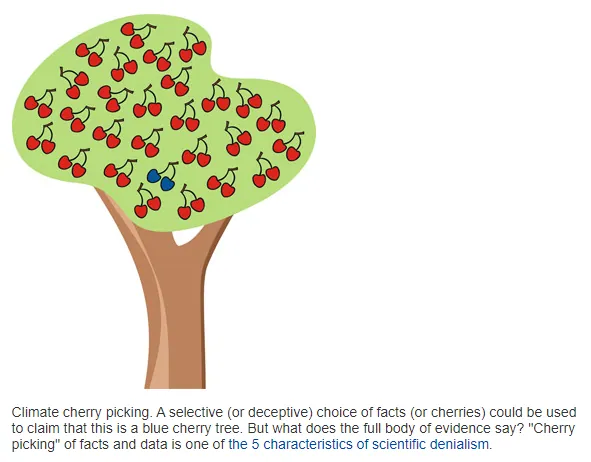 Climate cherry picking. A selective (or deceptive) choice of facts (or cherries) could be used
to claim that this is a blue cherry tree. But what does the full body of evidence say? "Cherry
picking" of facts and data is one of the 5 characteristics of scientific denialism.